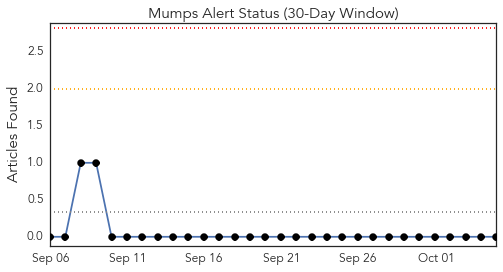 Mumps Alert Status (30-Day Window)
Articles Found
2.5
2.0
1.5
1.0
0.5
0.0
Sep 06 Sep 11 Sep 16 Sep 21 Sep 26 Oct 01